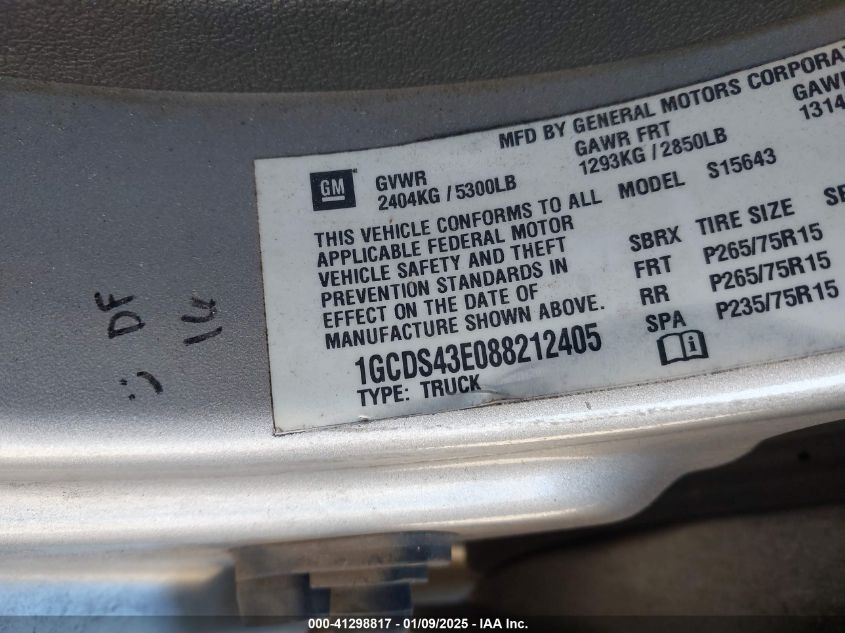 MFD BY GENERAL MOTORS CORPORAT
GM
GVWR
2404KG / 5300LB
GAWR FRT
1293KG / 2850LB
GAWR
1314
THIS VEHICLE CONFORMS TO ALL
APPLICABLE FEDERAL MOTOR
VEHICLE SAFETY AND THEFT
PREVENTION STANDARDS IN
EFFECT ON THE DATE OF
MANUFACTURE SHOWN ABOVE.
MODEL S15643
SBRX TIRE SIZE SP
FRT P265/75R15
RR P265/75R15
SPA P235/75R15
1GCDS43E088212405
TYPE: TRUCK
DF
14
:)
000-41298817 - 01/09/2025 - IAA Inc.